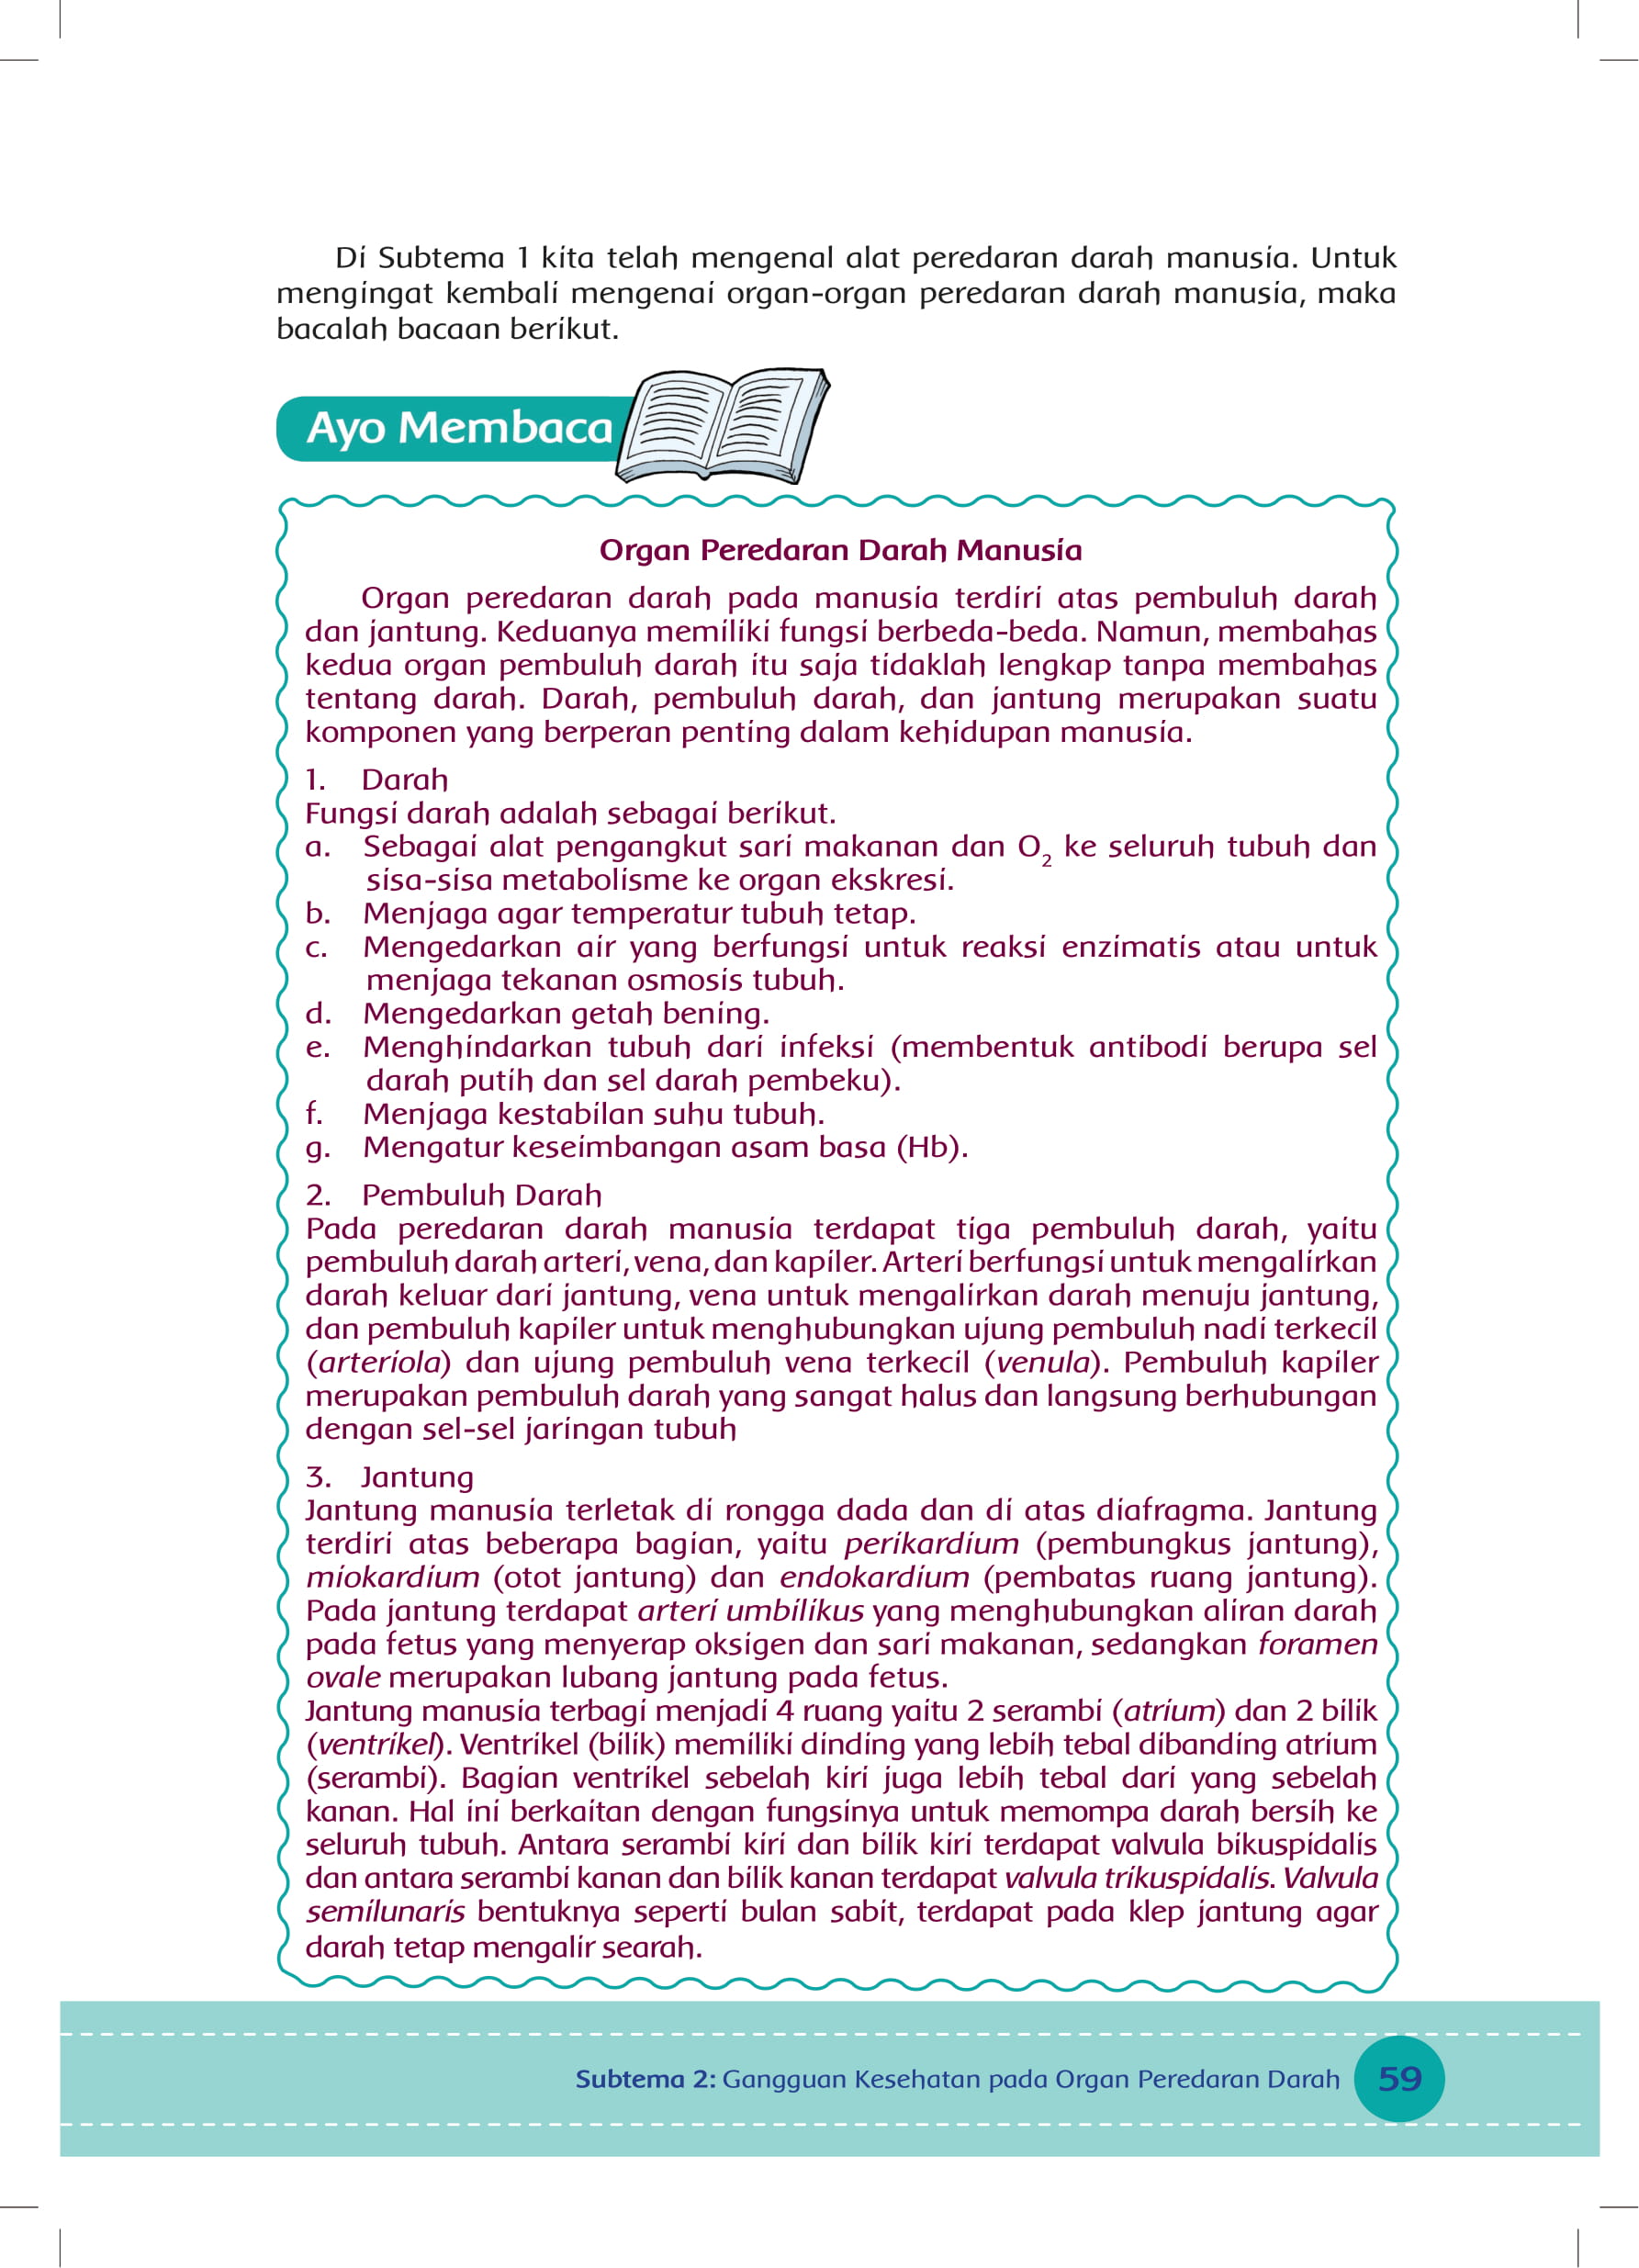 Di Subtema 1 kita telah mengenal alat peredaran darah manusia. Untuk
mengingat kembali mengenai organ-organ peredaran darah manusia, maka
bacalah bacaan berikut.
Ayo Membaca
Organ Peredaran Darah Manusia
Organ peredaran darah pada manusia terdiri atas pembuluh darah
dan jantung. Keduanya memiliki fungsi berbeda-beda. Namun, membahas
kedua organ pembuluh darah itu saja tidaklah lengkap tanpa membahas
tentang darah. Darah, pembuluh darah, dan jantung merupakan suatu
komponen yang berperan penting dalam kehidupan manusia.
1. Darah
Fungsi darah adalah sebagai berikut.
a. Sebagai alat pengangkut sari makanan dan O₂ ke seluruh tubuh dan
sisa-sisa metabolisme ke organ ekskresi.
b. Menjaga agar temperatur tubuh tetap.
c. Mengedarkan air yang berfungsi untuk reaksi enzimatis atau untuk
menjaga tekanan osmosis tubuh.
d. Mengedarkan getah bening.
e. Menghindarkan tubuh dari infeksi (membentuk antibodi berupa sel
darah putih dan sel darah pembeku).
f. Menjaga kestabilan suhu tubuh.
g. Mengatur keseimbangan asam basa (Hb).
2. Pembuluh Darah
Pada peredaran darah manusia terdapat tiga pembuluh darah, yaitu
pembuluh darah arteri, vena, dan kapiler. Arteri berfungsi untuk mengalirkan
darah keluar dari jantung, vena untuk mengalirkan darah menuju jantung,
dan pembuluh kapiler untuk menghubungkan ujung pembuluh nadi terkecil
(arteriola) dan ujung pembuluh vena terkecil (venula). Pembuluh kapiler
merupakan pembuluh darah yang sangat halus dan langsung berhubungan
dengan sel-sel jaringan tubuh
3. Jantung
Jantung manusia terletak di rongga dada dan di atas diafragma. Jantung
terdiri atas beberapa bagian, yaitu perikardium (pembungkus jantung),
miokardium (otot jantung) dan endokardium (pembatas ruang jantung).
Pada jantung terdapat arteri umbilikus yang menghubungkan aliran darah
pada fetus yang menyerap oksigen dan sari makanan, sedangkan foramen
ovale merupakan lubang jantung pada fetus.
Jantung manusia terbagi menjadi 4 ruang yaitu 2 serambi (atrium) dan 2 bilik
(ventrikel). Ventrikel (bilik) memiliki dinding yang lebih tebal dibanding atrium
(serambi). Bagian ventrikel sebelah kiri juga lebih tebal dari yang sebelah
kanan. Hal ini berkaitan dengan fungsinya untuk memompa darah bersih ke
seluruh tubuh. Antara serambi kiri dan bilik kiri terdapat valvula bikuspidalis
dan antara serambi kanan dan bilik kanan terdapat valvula trikuspidalis. Valvula
semilunaris bentuknya seperti bulan sabit, terdapat pada klep jantung agar
darah tetap mengalir searah.
Subtema 2: Gangguan Kesehatan pada Organ Peredaran Darah 59